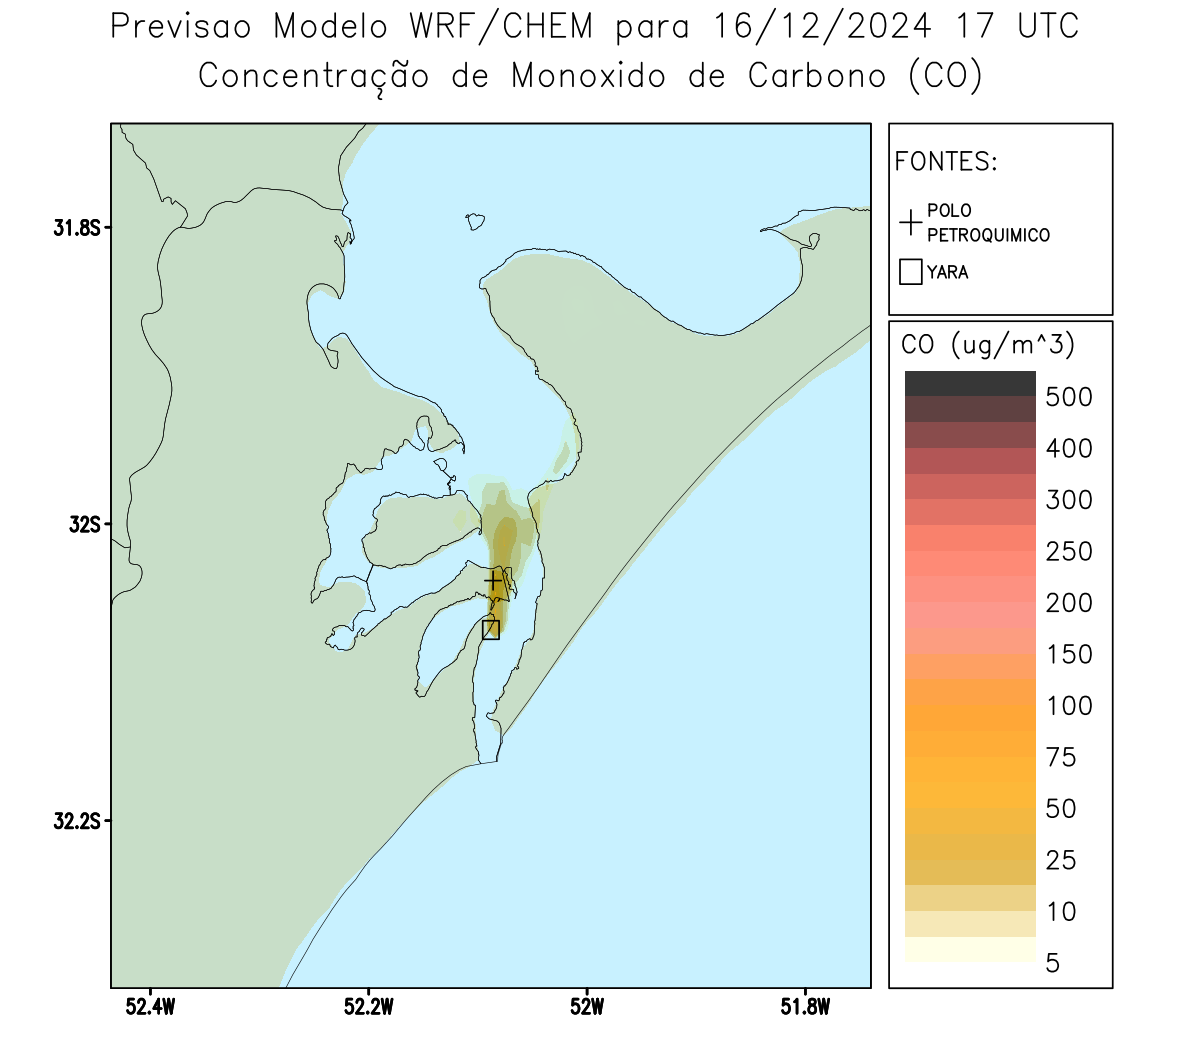 Previsao Modelo WRF/CHEM para 16/12/2024 17 UTC
Concentração de Monoxido de Carbono (CO)
FONTES:
POLO
PETROQUIMICO
YARA
CO (ug/m^3)
500
400
300
250
200
150
100
75
50
25
10
5
31.8S
32S
32.2S
52.4W
52.2W
52W
51.8W